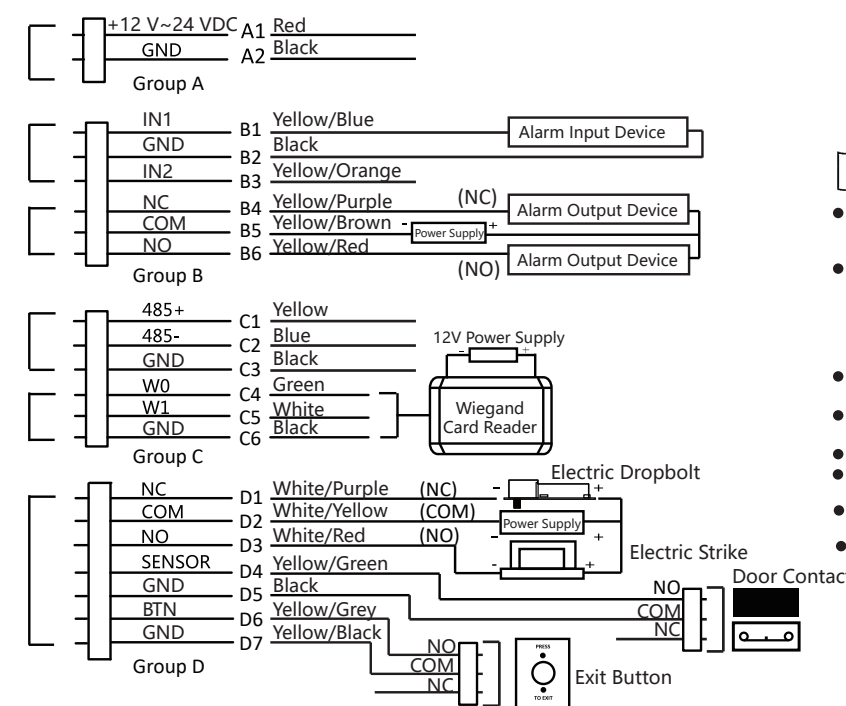 +12 V~24 VDC A1 Red
GND A2 Black
Group A
IN1 B1 Yellow/Blue Alarm Input Device
GND B2 Black
IN2 B3 Yellow/Orange
NC B4 Yellow/Purple (NC) Alarm Output Device
COM B5 Yellow/Brown - Power Supply +
NO B6 Yellow/Red (NO) Alarm Output Device
Group B
485+ C1 Yellow
485- C2 Blue 12V Power Supply
- +
GND C3 Black
W0 C4 Green
W1 C5 White Wiegand
GND C6 Black Card Reader
Group C
Electric Dropbolt
NC D1 White/Purple (NC) - +
COM D2 White/Yellow (COM) Power Supply
- +
NO D3 White/Red (NO) - +
Electric Strike
SENSOR D4 Yellow/Green
GND D5 Black
BTN D6 Yellow/Grey
GND D7 Yellow/Black
Group D
Door Contac
NO
COM
NC
NO
COM
NC
PRESS
TO EXIT
Exit Button